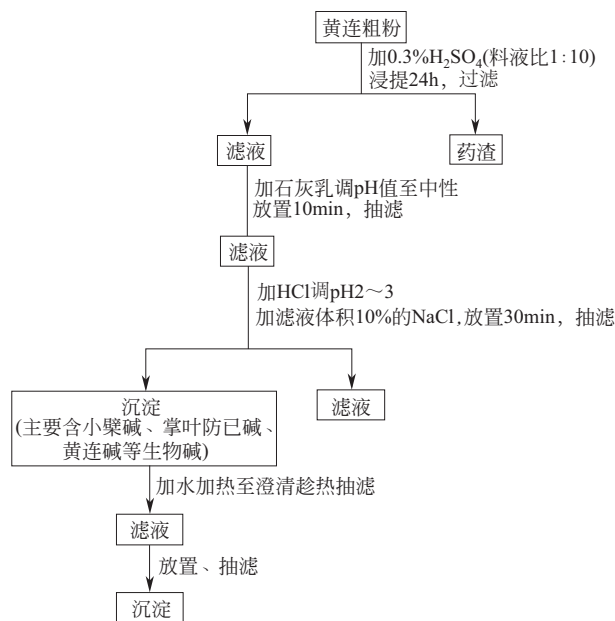 黄连粗粉
加0.3%H₂SO₄(料液比1:10)
浸提24h，过滤
滤液
药渣
加石灰乳调pH值至中性
放置10min，抽滤
滤液
加HCl调pH2～3
加滤液体积10%的NaCl,放置30min，抽滤
沉淀
(主要含小檗碱、掌叶防己碱、
黄连碱等生物碱)
滤液
加水加热至澄清趁热抽滤
滤液
放置、抽滤
沉淀